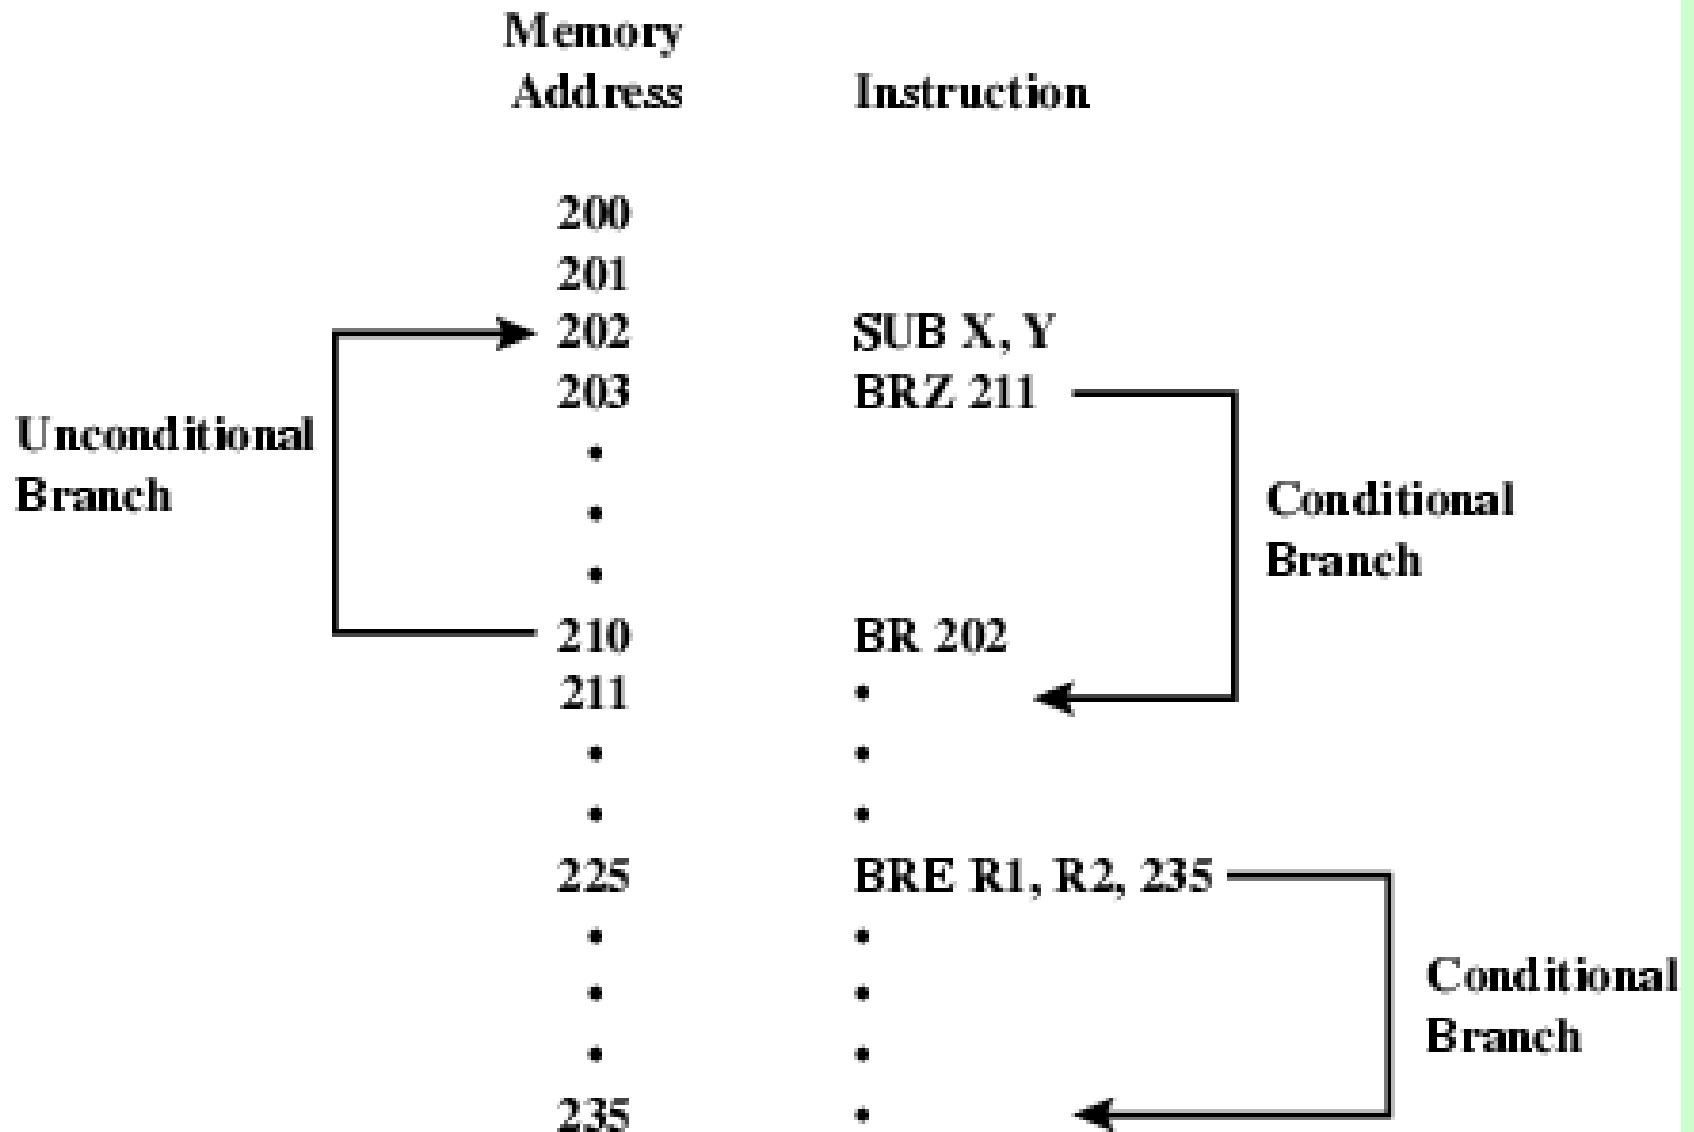 Memory
Address Instruction
200
201
202 SUB X, Y
203 BRZ 211
Unconditional
Branch
Conditional
Branch
210 BR 202
211
225 BRE R1, R2, 235
Conditional
Branch
235